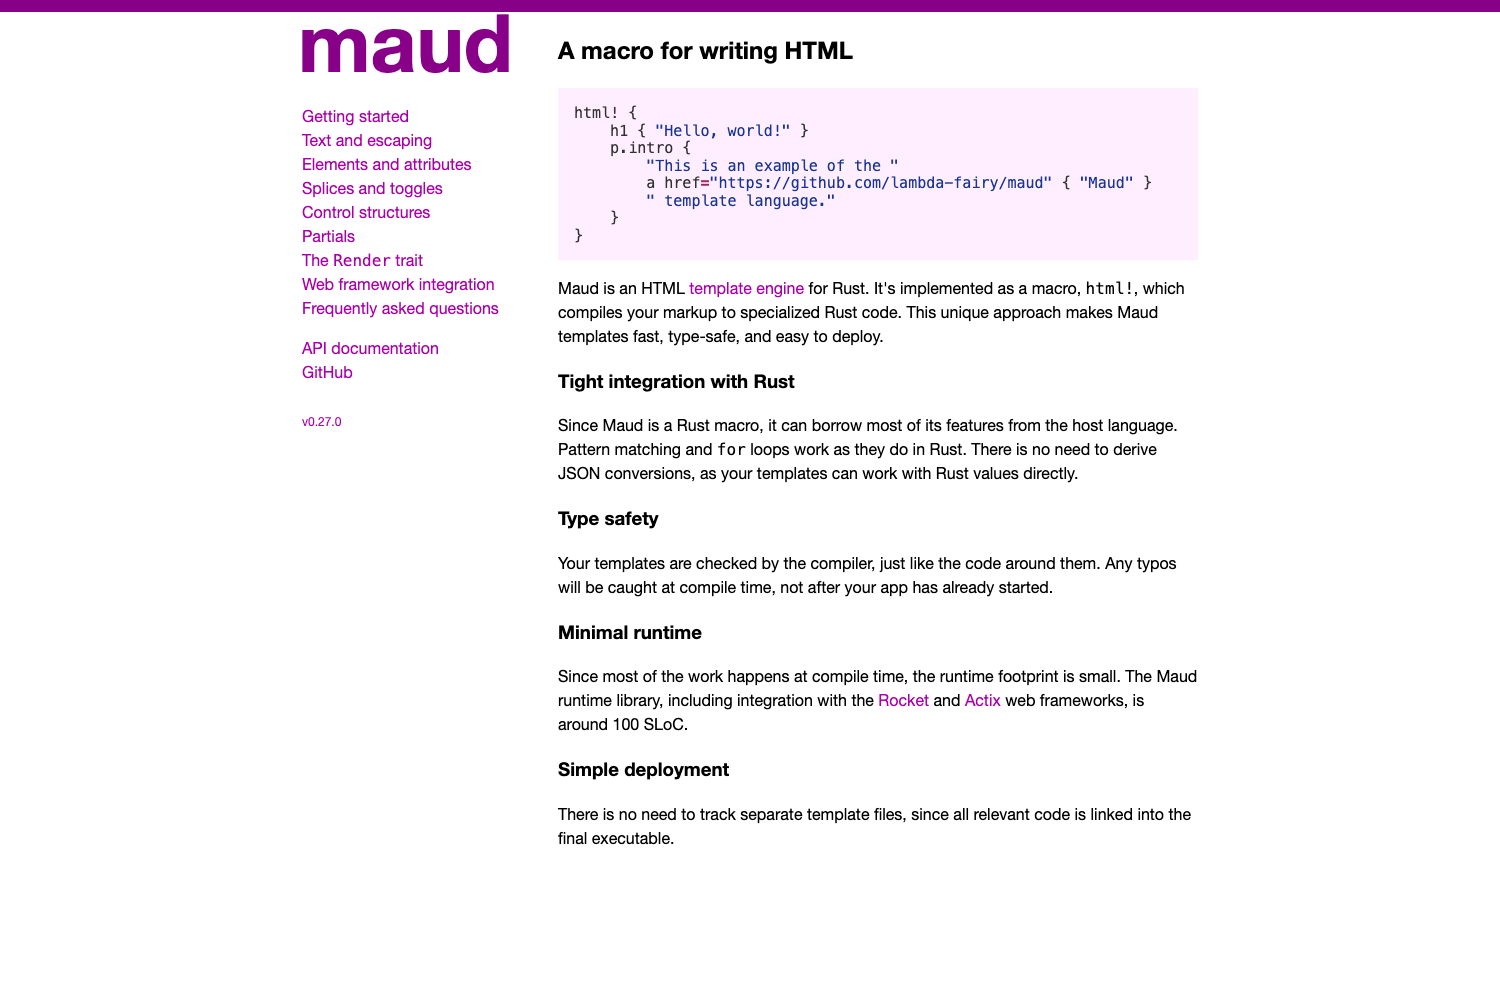 maud
Getting started
Text and escaping
Elements and attributes
Splices and toggles
Control structures
Partials
The Render trait
Web framework integration
Frequently asked questions
API documentation
GitHub
v0.27.0
A macro for writing HTML
html! {
    h1 { "Hello, world!" }
    p.intro {
        "This is an example of the "
        a href="https://github.com/lambda-fairy/maud" { "Maud" }
        " template language."
    }
}
Maud is an HTML template engine for Rust. It's implemented as a macro, html!, which
compiles your markup to specialized Rust code. This unique approach makes Maud
templates fast, type-safe, and easy to deploy.
Tight integration with Rust
Since Maud is a Rust macro, it can borrow most of its features from the host language.
Pattern matching and for loops work as they do in Rust. There is no need to derive
JSON conversions, as your templates can work with Rust values directly.
Type safety
Your templates are checked by the compiler, just like the code around them. Any typos
will be caught at compile time, not after your app has already started.
Minimal runtime
Since most of the work happens at compile time, the runtime footprint is small. The Maud
runtime library, including integration with the Rocket and Actix web frameworks, is
around 100 SLoC.
Simple deployment
There is no need to track separate template files, since all relevant code is linked into the
final executable.